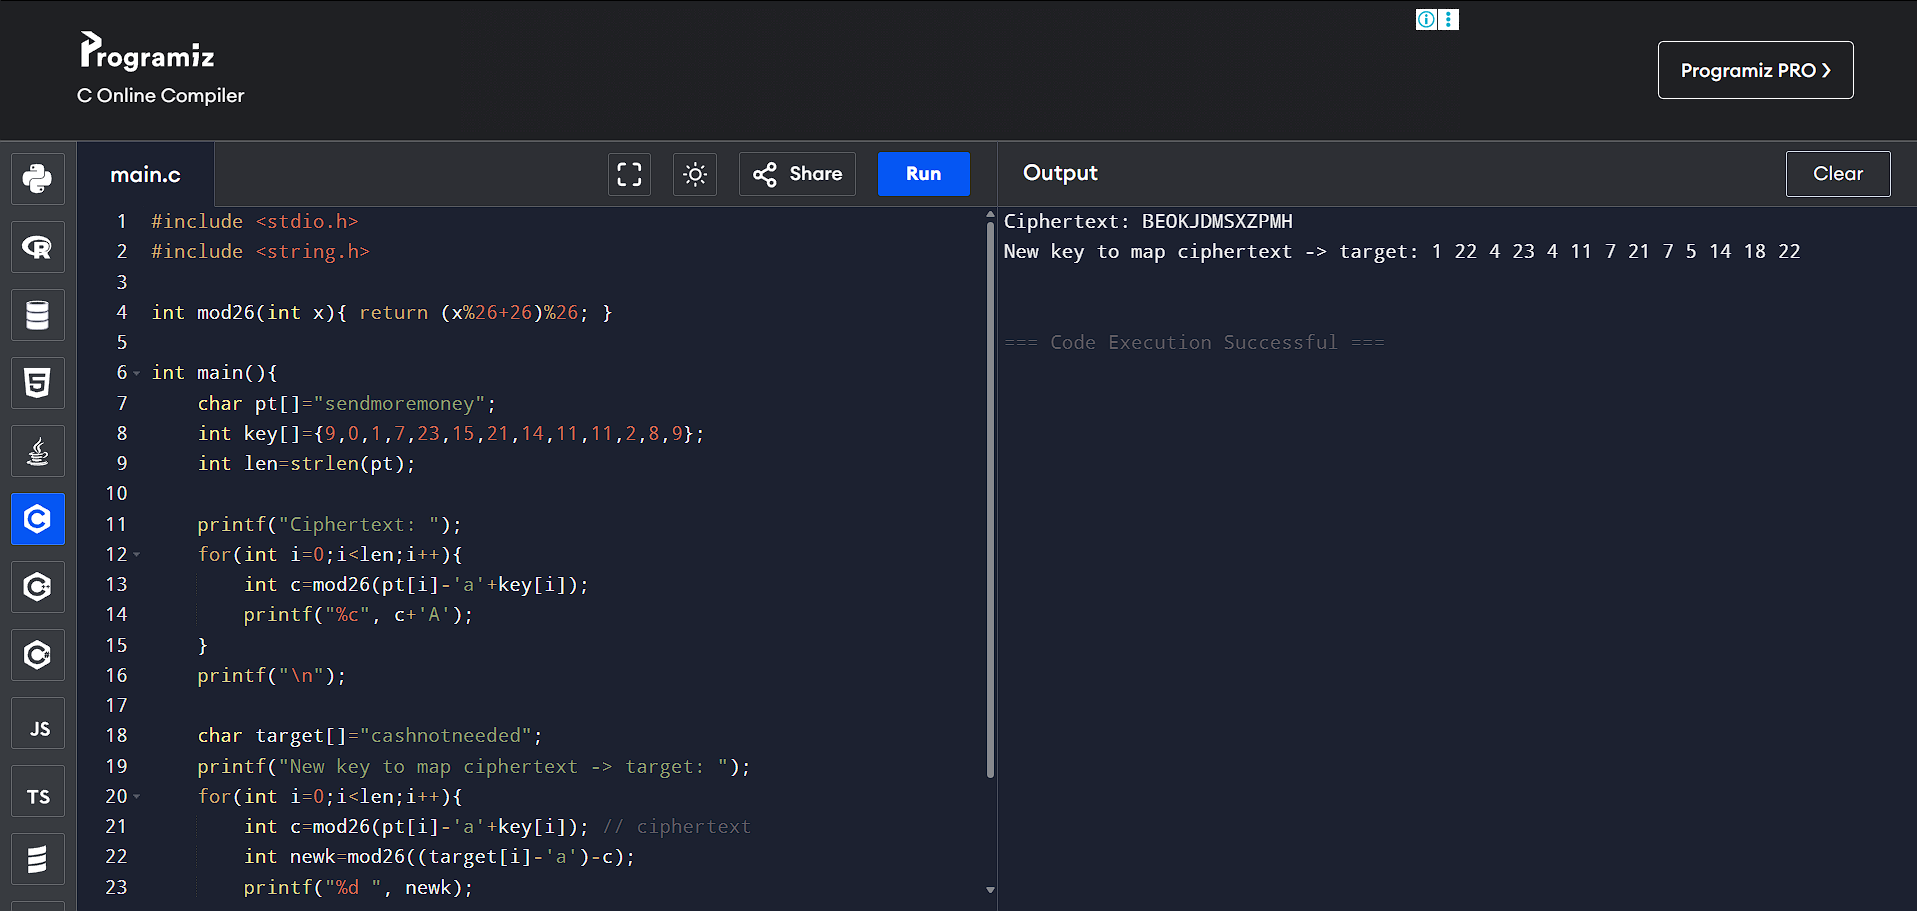 Programiz
C Online Compiler
Programiz PRO ❯
main.c
Share
Run
Output
Clear
1 #include <stdio.h>
2 #include <string.h>
3
4 int mod26(int x){ return (x%26+26)%26; }
5
6 int main(){
7     char pt[]="sendmoremoney";
8     int key[]={9,0,1,7,23,15,21,14,11,11,2,8,9};
9     int len=strlen(pt);
10
11     printf("Ciphertext: ");
12     for(int i=0;i<len;i++){
13         int c=mod26(pt[i]-'a'+key[i]);
14         printf("%c", c+'A');
15     }
16     printf("\n");
17
18     char target[]="cashnotneeded";
19     printf("New key to map ciphertext -> target: ");
20     for(int i=0;i<len;i++){
21         int c=mod26(pt[i]-'a'+key[i]); // ciphertext
22         int newk=mod26((target[i]-'a')-c);
23         printf("%d ", newk);
Ciphertext: BEOKJDMSXZPMH
New key to map ciphertext -> target: 1 22 4 23 4 11 7 21 7 5 14 18 22
=== Code Execution Successful ===
R
5
C
C++
C#
JS
TS